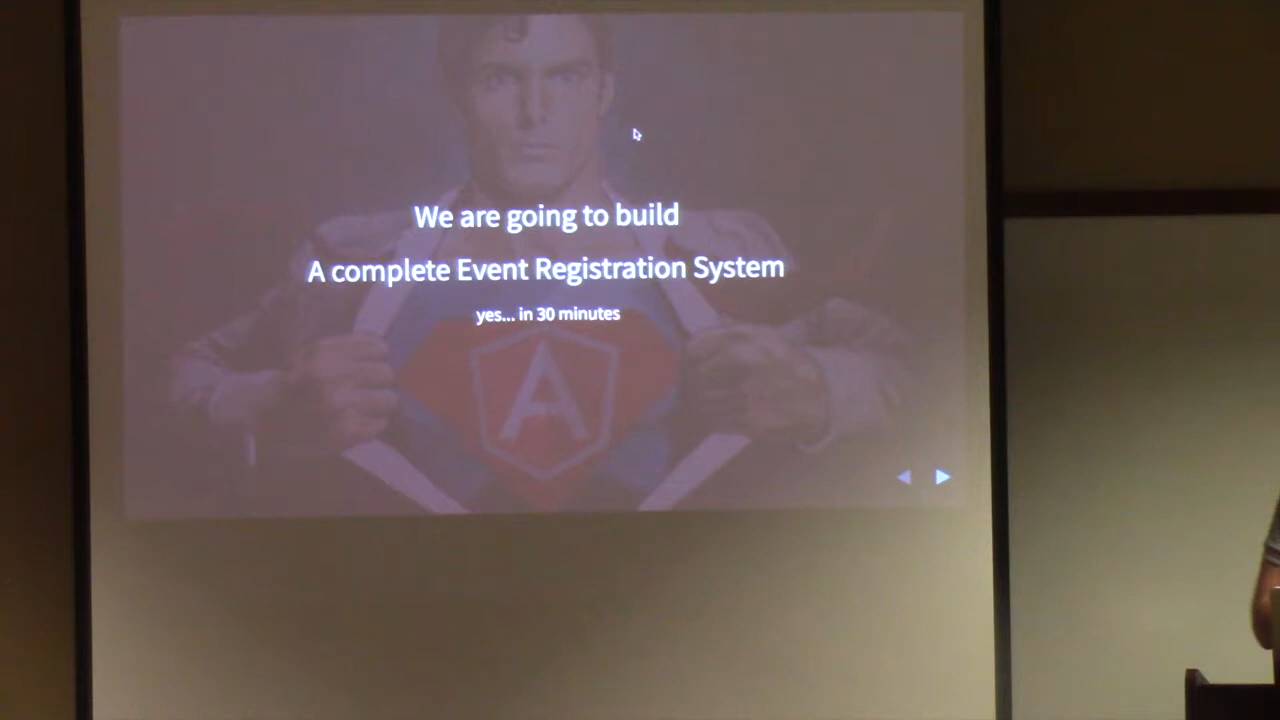 We are going to build
A complete Event Registration System
yes... in 30 minutes
A